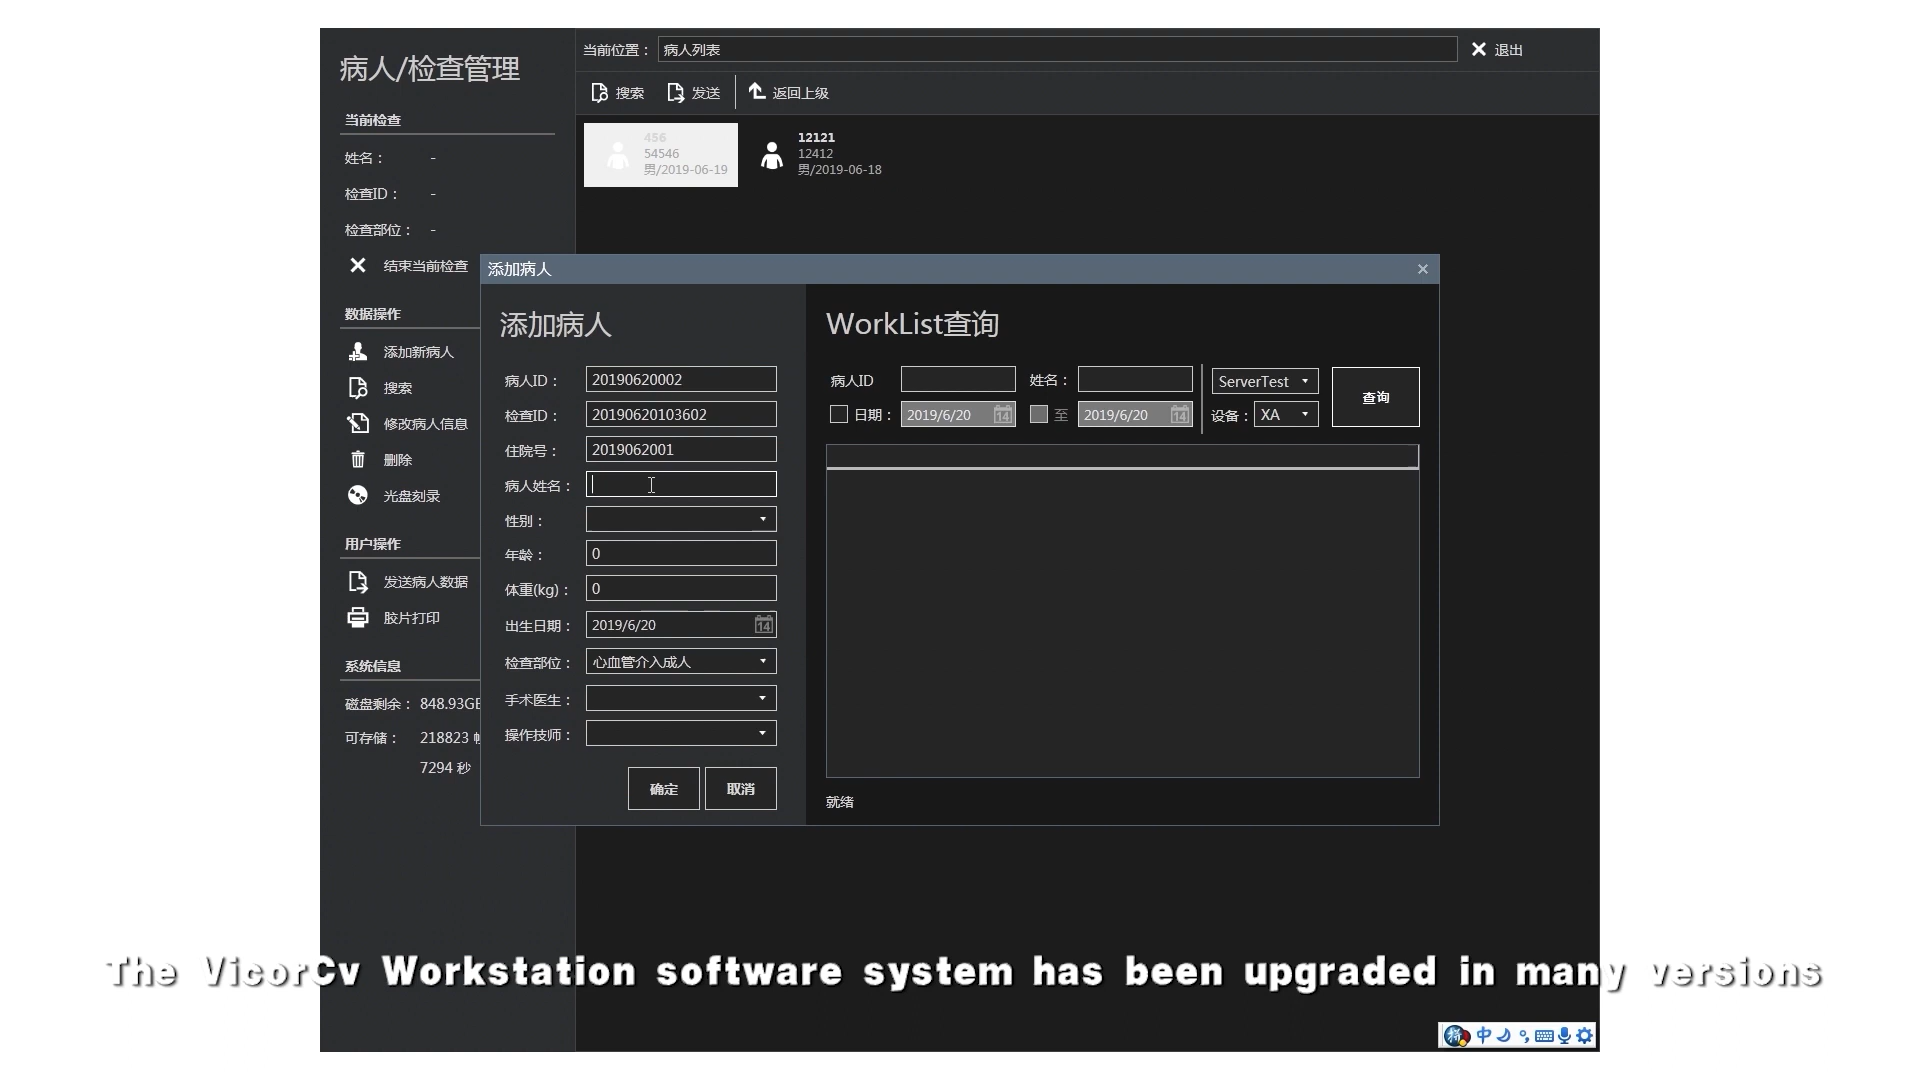 病人/检查管理
当前检查
姓名： -
检查ID： -
检查部位： -
结束当前检查
数据操作
添加新病人
搜索
修改病人信息
删除
光盘刻录
用户操作
发送病人数据
胶片打印
系统信息
磁盘剩余： 848.93GB
可存储： 218823
7294 秒
当前位置： 病人列表
退出
搜索 发送 返回上级
456
54546
男/2019-06-19
12121
12412
男/2019-06-18
添加病人
添加病人
病人ID： 20190620002
检查ID： 20190620103602
住院号： 2019062001
病人姓名：
性别：
年龄： 0
体重(kg)： 0
出生日期： 2019/6/20 14
检查部位： 心血管介入成人
手术医生：
操作技师：
确定 取消
WorkList查询
病人ID 姓名： ServerTest
日期： 2019/6/20 14 至 2019/6/20 14 设备： XA
查询
就绪
The VicorCv Workstation software system has been upgraded in many versions
中